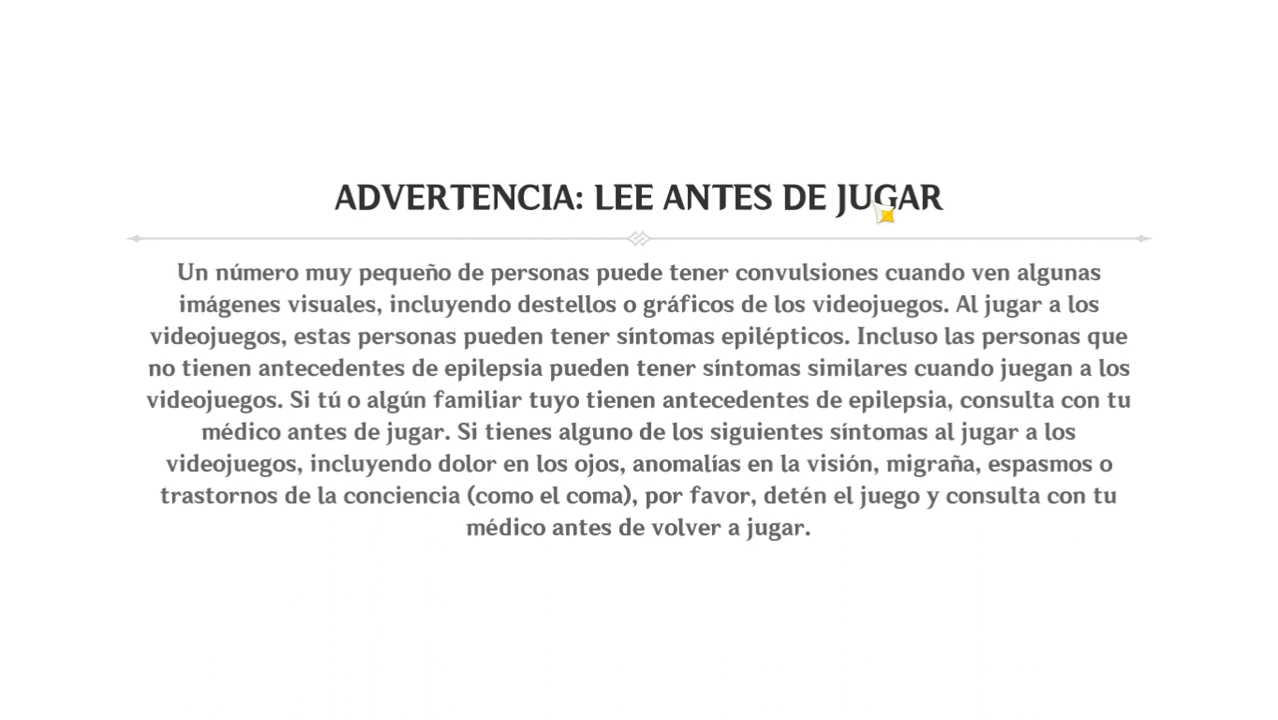 ADVERTENCIA: LEE ANTES DE JUGAR
Un número muy pequeño de personas puede tener convulsiones cuando ven algunas
imágenes visuales, incluyendo destellos o gráficos de los videojuegos. Al jugar a los
videojuegos, estas personas pueden tener síntomas epilépticos. Incluso las personas que
no tienen antecedentes de epilepsia pueden tener síntomas similares cuando juegan a los
videojuegos. Si tú o algún familiar tuyo tienen antecedentes de epilepsia, consulta con tu
médico antes de jugar. Si tienes alguno de los siguientes síntomas al jugar a los
videojuegos, incluyendo dolor en los ojos, anomalías en la visión, migraña, espasmos o
trastornos de la conciencia (como el coma), por favor, detén el juego y consulta con tu
médico antes de volver a jugar.